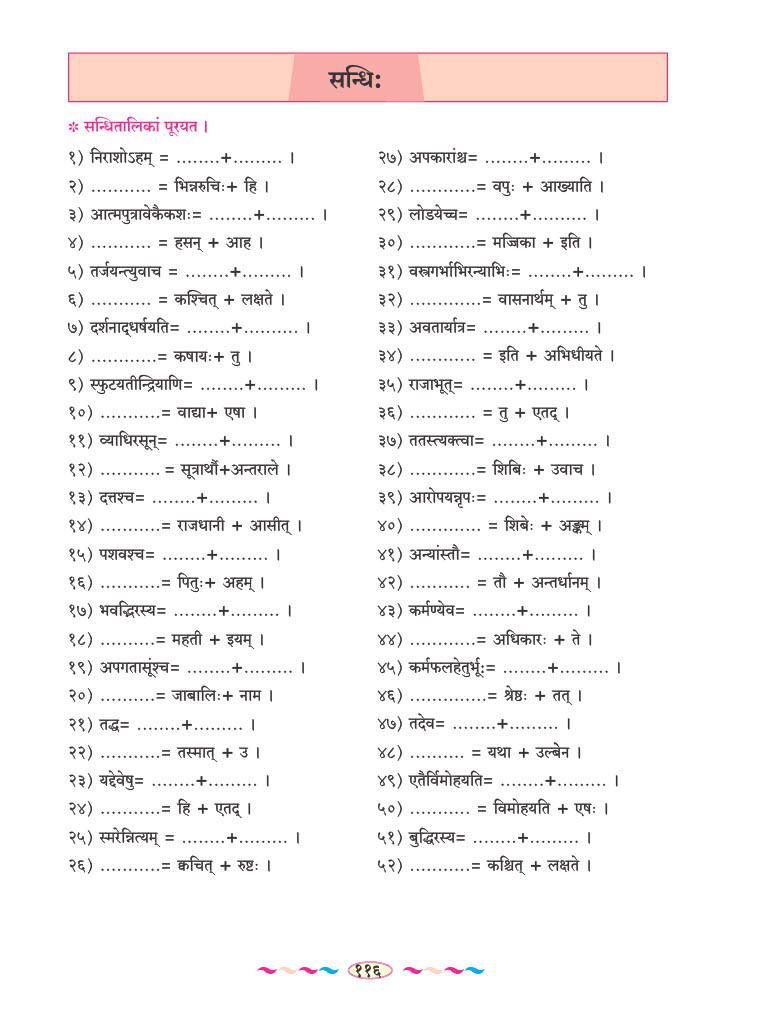 सन्धिः
* सन्धितालिकां पूरयत ।
१) निराशोऽहम् = ........+......... ।
२) ........... = भिन्नरुचिः+ हि ।
३) आत्मपुत्रावेकैकशः= ........+......... ।
४) ........... = हसन् + आह ।
५) तर्जयन्त्युवाच = ........+......... ।
६) ........... = कश्चित् + लक्षते ।
७) दर्शनाद्धर्षयति= ........+.......... ।
८) ............= कषायः+ तु ।
९) स्फुटयतीन्द्रियाणि= ........+......... ।
१०) ...........= वाद्या+ एषा ।
११) व्याधिरसून्= ........+......... ।
१२) ........... = सूत्रार्थौ+अन्तराले ।
१३) दत्तश्च= ........+......... ।
१४) ...........= राजधानी + आसीत् ।
१५) पशवश्च= ........+......... ।
१६) ...........= पितुः+ अहम् ।
१७) भवद्भिरस्य= ........+......... ।
१८) ..........= महती + इयम् ।
१९) अपगतासूंश्च= ........+......... ।
२०) ..........= जाबालिः+ नाम ।
२१) तद्ध= ........+......... ।
२२) ...........= तस्मात् + उ ।
२३) यद्देवेषु= ........+......... ।
२४) ...........= हि + एतद् ।
२५) स्मरेन्नित्यम् = ........+......... ।
२६) ...........= क्वचित् + रुष्टः ।
२७) अपकारांश्च= ........+......... ।
२८) ............= वपुः + आख्याति ।
२९) लोडयेच्च= ........+......... ।
३०) ............= मज्जिका + इति ।
३१) वस्त्रगर्भाभिरन्याभिः= ........+......... ।
३२) .............= वासनार्थम् + तु ।
३३) अवतार्यात्र= ........+......... ।
३४) ............ = इति + अभिधीयते ।
३५) राजाभूत्= ........+......... ।
३६) ............ = तु + एतद् ।
३७) ततस्त्यक्त्वा= ........+......... ।
३८) ............= शिबिः + उवाच ।
३९) आरोपयन्नृपः= ........+......... ।
४०) ............. = शिबेः + अङ्कम् ।
४१) अन्यांस्तौ= ........+......... ।
४२) ........... = तौ + अन्तर्धानम् ।
४३) कर्मण्येव= ........+......... ।
४४) ............= अधिकारः + ते ।
४५) कर्मफलहेतुर्भूः= ........+......... ।
४६) ..............= श्रेष्ठः + तत् ।
४७) तदेव= ........+......... ।
४८) .......... = यथा + उल्बेन ।
४९) एतैर्विमोहयति= ........+......... ।
५०) ........... = विमोहयति + एषः ।
५१) बुद्धिरस्य= ........+......... ।
५२) ...........= कश्चित् + लक्षते ।
११६